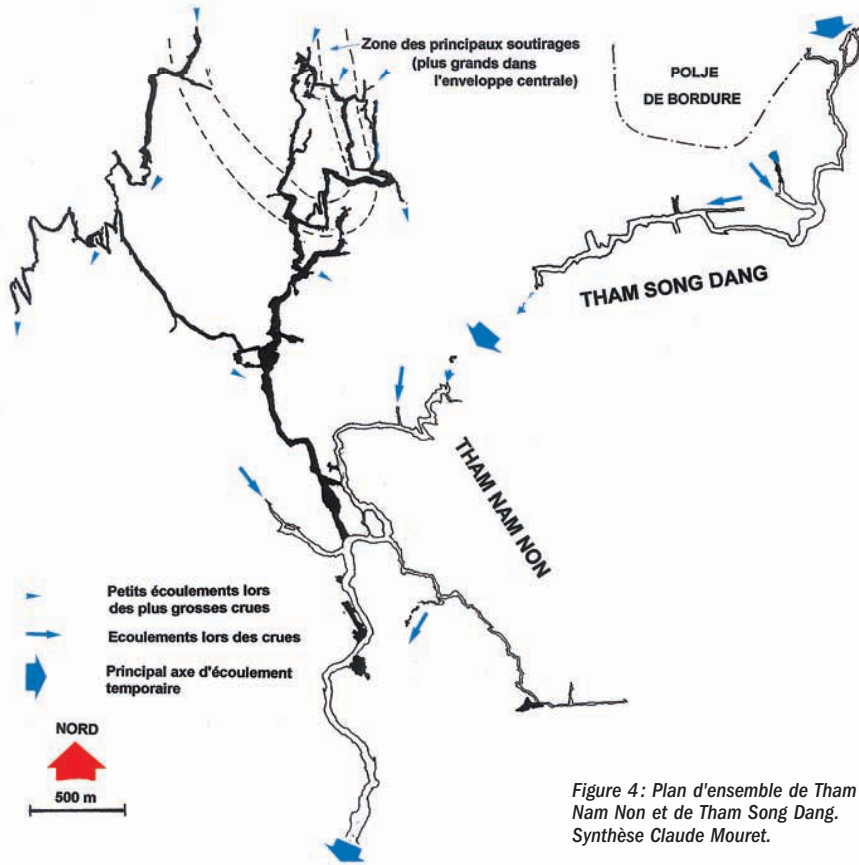 Zone des principaux soutirages
(plus grands dans
l'enveloppe centrale)
POLJE
DE BORDURE
THAM SONG DANG
THAM NAM NON
Petits écoulements lors
des plus grosses crues
Ecoulements lors des crues
Principal axe d'écoulement
temporaire
NORD
500 m
Figure 4: Plan d'ensemble de Tham
Nam Non et de Tham Song Dang.
Synthèse Claude Mouret.